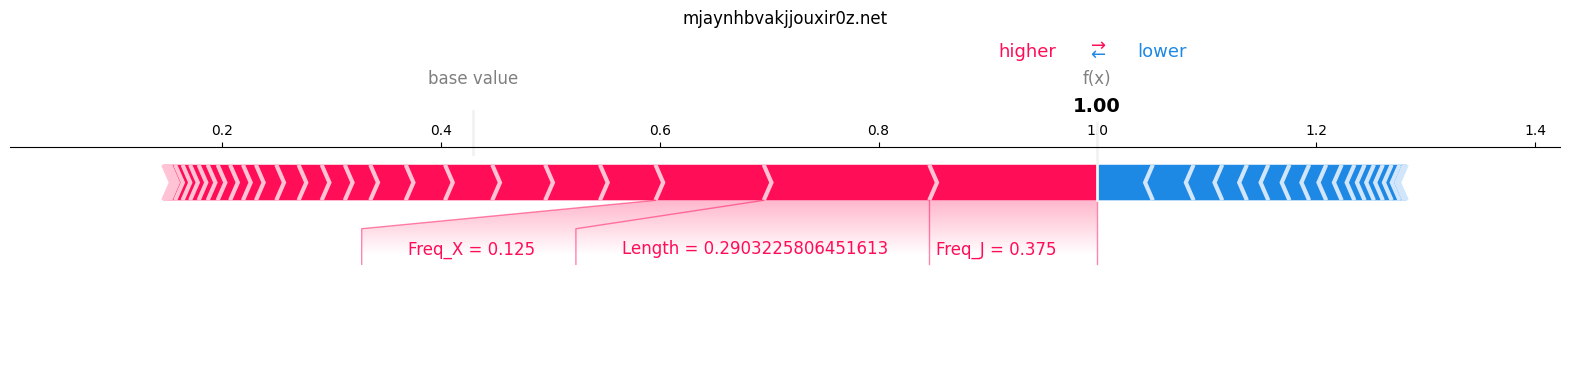 mjaynhbvakjjouxir0z.net
higher → ← lower
base value f(x)
1.00
0.2 0.4 0.6 0.8 1.0 1.2 1.4
Freq_X = 0.125 Length = 0.2903225806451613 Freq_J = 0.375